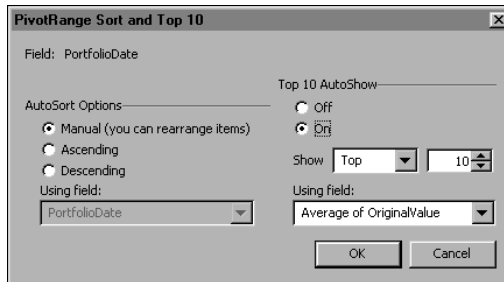 PivotRange Sort and Top 10
Field: PortfolioDate
AutoSort Options
Manual (you can rearrange items)
Ascending
Descending
Using field:
PortfolioDate
Top 10 AutoShow
Off
On
Show Top 10
Using field:
Average of OriginalValue
OK Cancel